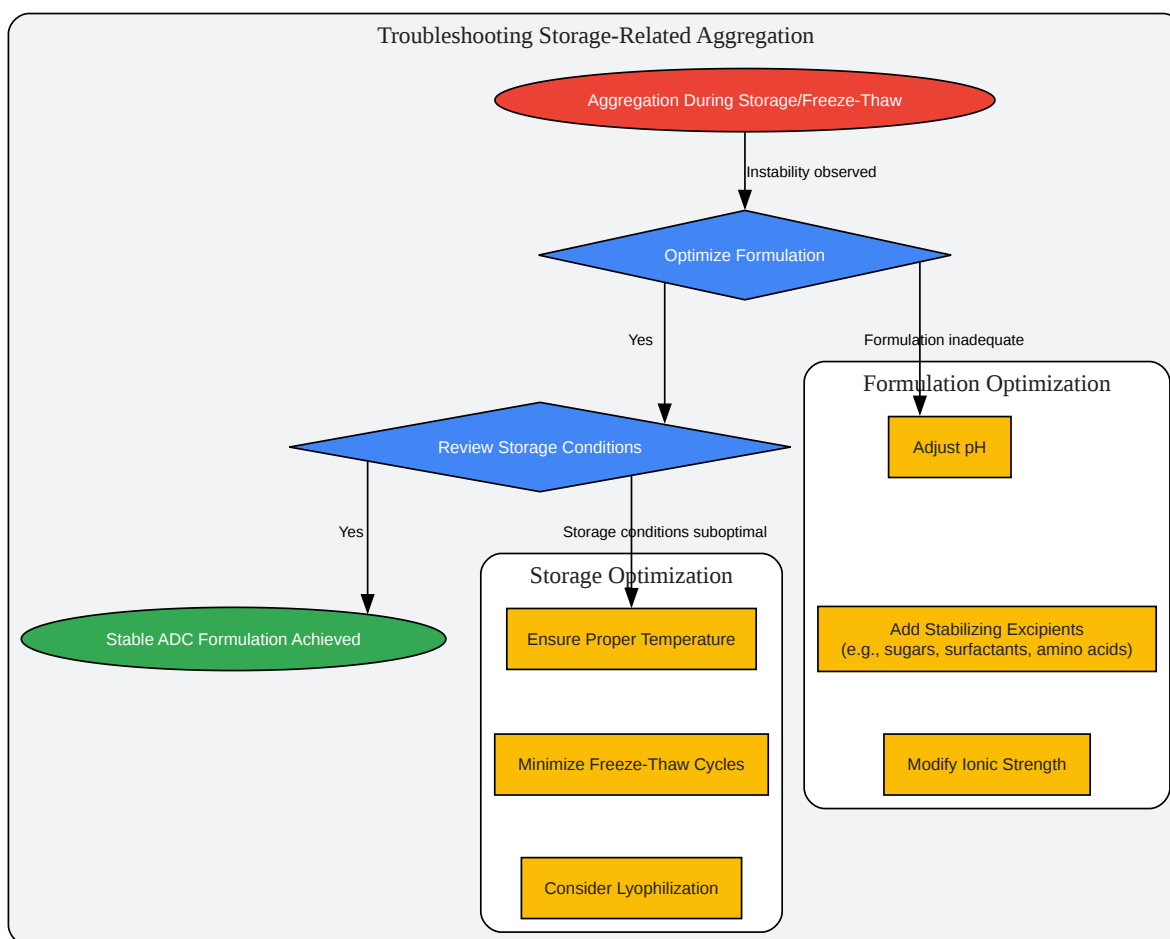 Troubleshooting Storage-Related Aggregation
Aggregation During Storage/Freeze-Thaw
Instability observed
Optimize Formulation
Yes
Formulation inadequate
Formulation Optimization
Adjust pH
Review Storage Conditions
Yes
Storage conditions suboptimal
Storage Optimization
Stable ADC Formulation Achieved
Ensure Proper Temperature
Add Stabilizing Excipients
(e.g., sugars, surfactants, amino acids)
Minimize Freeze-Thaw Cycles
Modify Ionic Strength
Consider Lyophilization